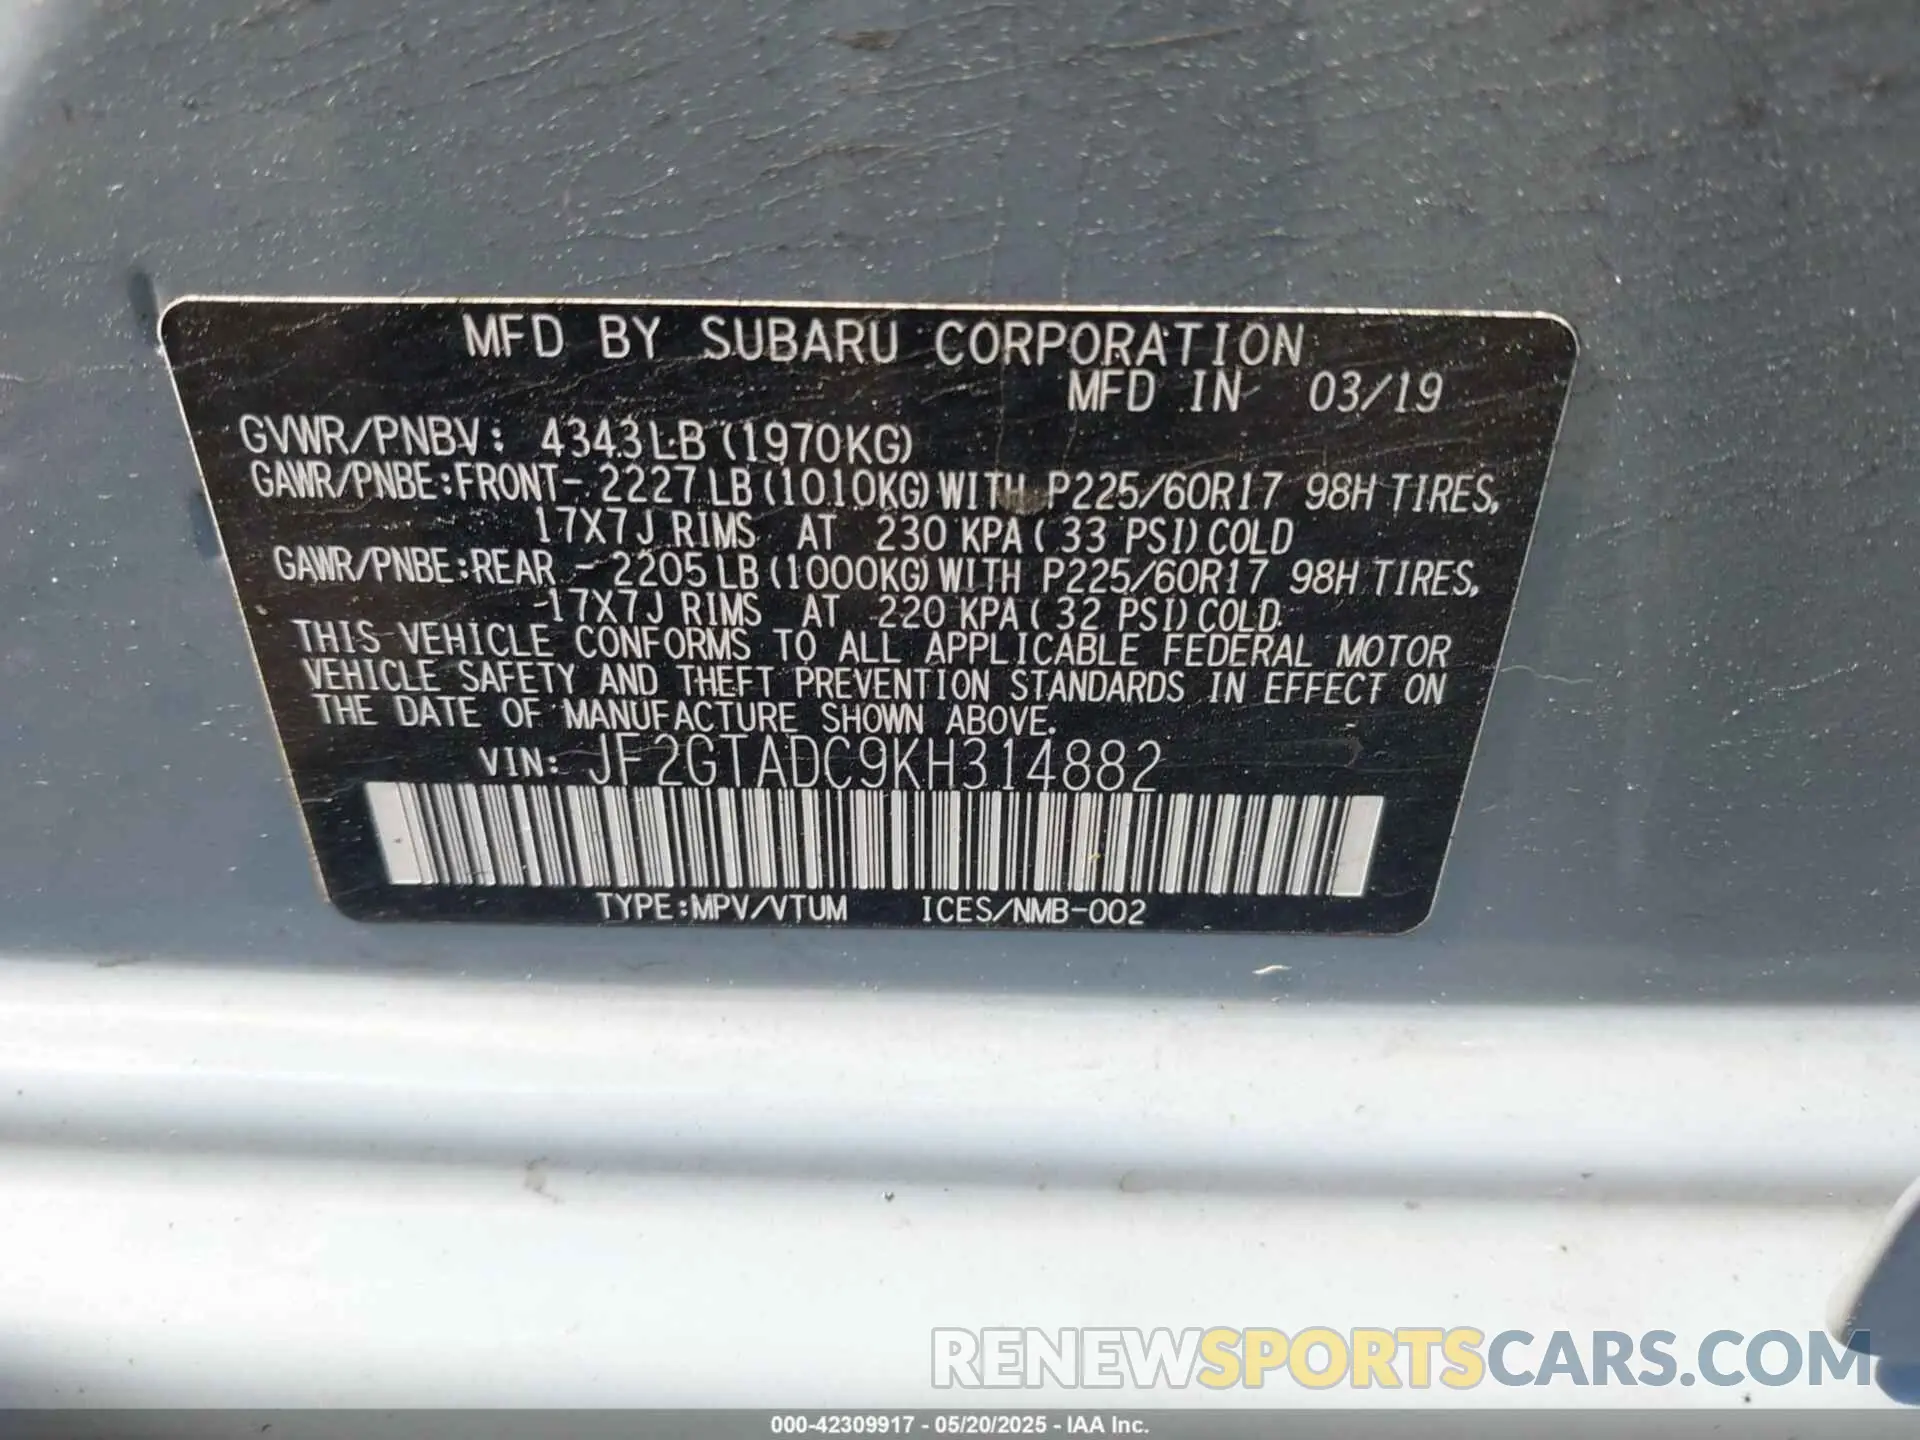 MFD BY SUBARU CORPORATION
MFD IN 03/19
GVWR/PNBV: 4343LB (1970KG)
GAWR/PNBE:FRONT- 2227 LB (1010KG) WITH P225/60R17 98H TIRES,
17X7J RIMS AT 230 KPA ( 33 PSI) COLD
GAWR/PNBE:REAR - 2205 LB (1000KG) WITH P225/60R17 98H TIRES,
17X7J RIMS AT 220 KPA ( 32 PSI) COLD
THIS VEHICLE CONFORMS TO ALL APPLICABLE FEDERAL MOTOR
VEHICLE SAFETY AND THEFT PREVENTION STANDARDS IN EFFECT ON
THE DATE OF MANUFACTURE SHOWN ABOVE.
VIN: JF2GTADC9KH314882
TYPE:MPV/VTUM ICES/NMB-002
RENEWSPORTSCARS.COM
000-42309917 - 05/20/2025 - IAA Inc.